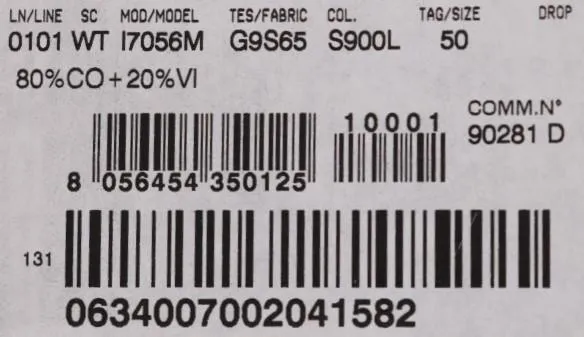 LN/LINE SC MOD/MODEL TES/FABRIC COL. TAG/SIZE DROP
0101 WT I7056M G9S65 S900L 50
80%CO+20%VI
COMM.N°
90281 D
10001
8 056454 350125
131
0634007002041582